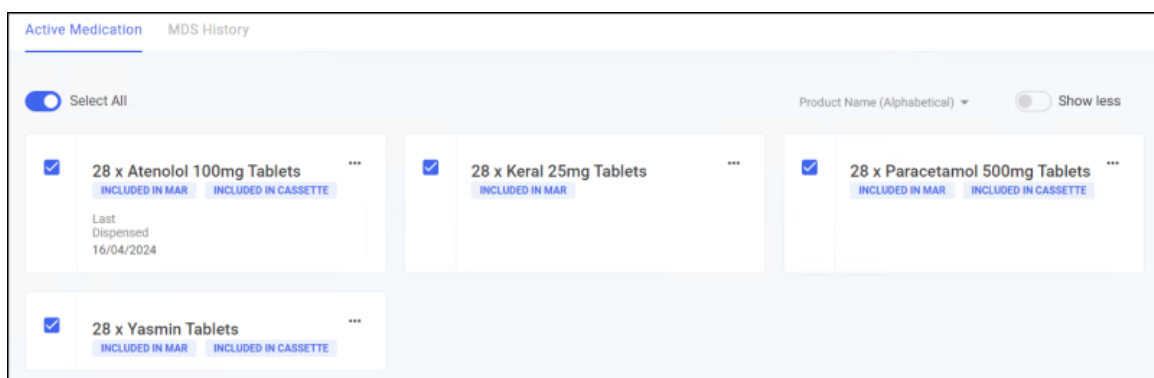 Active Medication MDS History
Select All Product Name (Alphabetical) Show less
28 x Atenolol 100mg Tablets
INCLUDED IN MAR INCLUDED IN CASSETTE
Last
Dispensed
16/04/2024
28 x Keral 25mg Tablets
INCLUDED IN MAR
28 x Paracetamol 500mg Tablets
INCLUDED IN MAR INCLUDED IN CASSETTE
28 x Yasmin Tablets
INCLUDED IN MAR INCLUDED IN CASSETTE